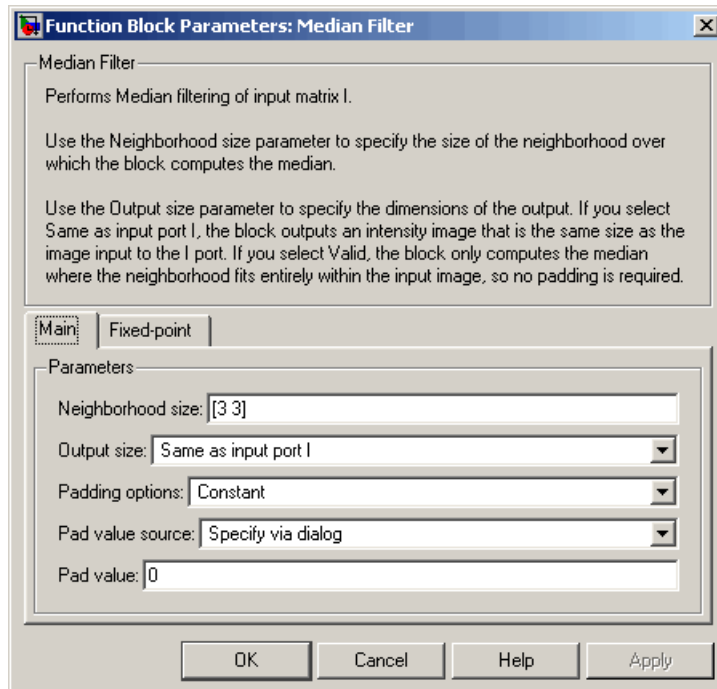 Function Block Parameters: Median Filter
Median Filter
Performs Median filtering of input matrix I.
Use the Neighborhood size parameter to specify the size of the neighborhood over
which the block computes the median.
Use the Output size parameter to specify the dimensions of the output. If you select
Same as input port I, the block outputs an intensity image that is the same size as the
image input to the I port. If you select Valid, the block only computes the median
where the neighborhood fits entirely within the input image, so no padding is required.
Main Fixed-point
Parameters
Neighborhood size: [3 3]
Output size: Same as input port I
Padding options: Constant
Pad value source: Specify via dialog
Pad value: 0
OK Cancel Help Apply